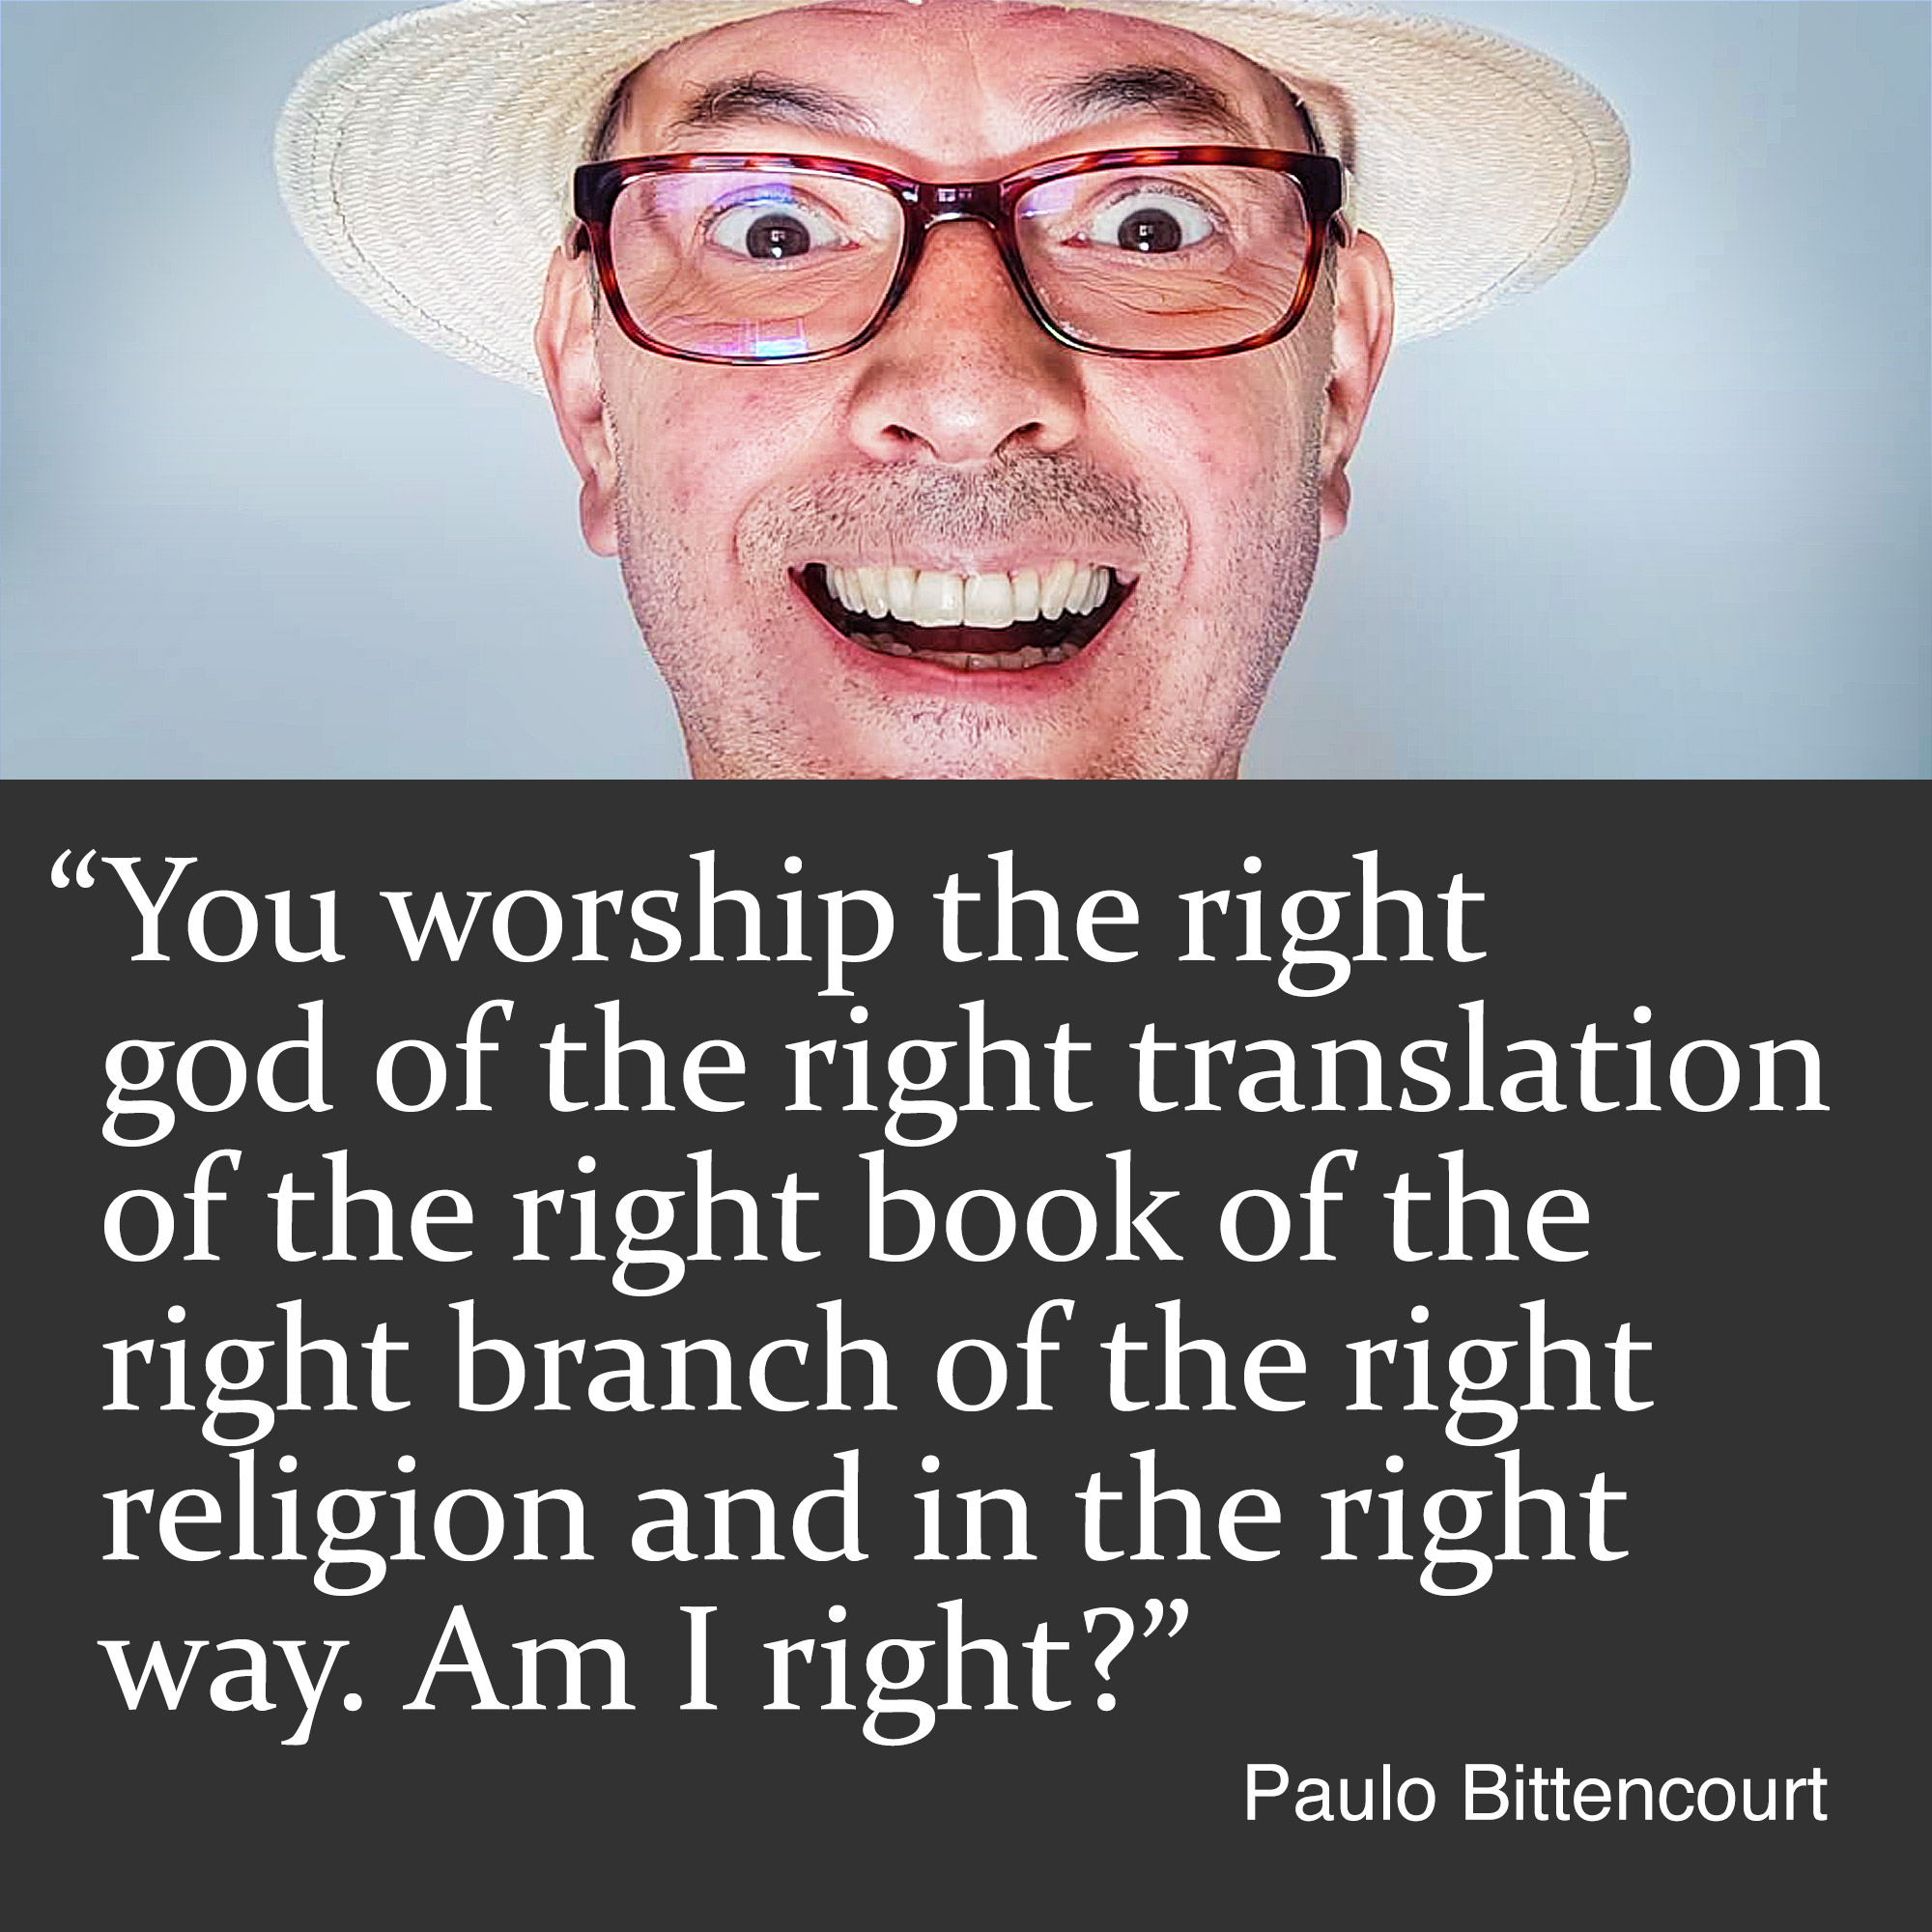 “You worship the right
god of the right translation
of the right book of the
right branch of the right
religion and in the right
way. Am I right?”
Paulo Bittencourt